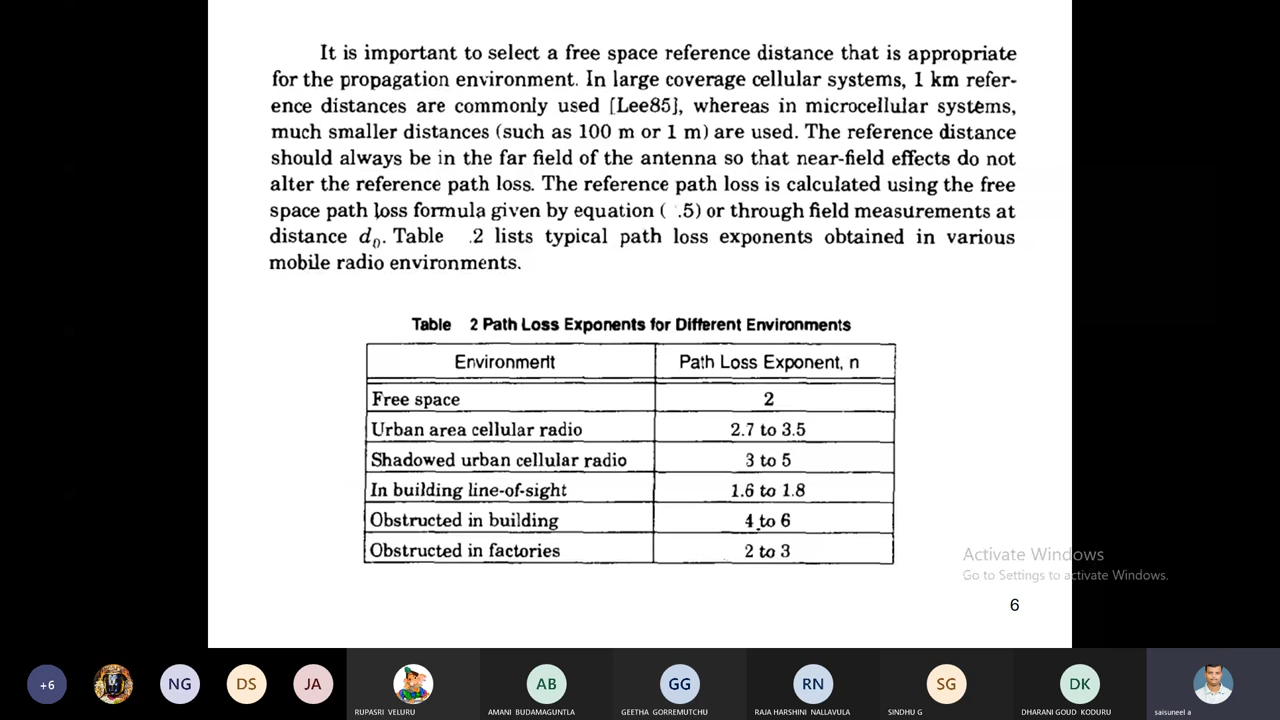 It is important to select a free space reference distance that is appropriate
for the propagation environment. In large coverage cellular systems, 1 km refer-
ence distances are commonly used [Lee85], whereas in microcellular systems,
much smaller distances (such as 100 m or 1 m) are used. The reference distance
should always be in the far field of the antenna so that near-field effects do not
alter the reference path loss. The reference path loss is calculated using the free
space path loss formula given by equation ( .5) or through field measurements at
distance d₀. Table .2 lists typical path loss exponents obtained in various
mobile radio environments.
Table 2 Path Loss Exponents for Different Environments
Environment Path Loss Exponent, n
Free space 2
Urban area cellular radio 2.7 to 3.5
Shadowed urban cellular radio 3 to 5
In building line-of-sight 1.6 to 1.8
Obstructed in building 4 to 6
Obstructed in factories 2 to 3
Activate Windows
Go to Settings to activate Windows.
6
+6 NG DS JA AB GG RN SG DK
RUPASRI VELURU AMANI BUDAMAGUNTLA GEETHA GORREMUTCHU RAJA HARSHINI NALLAVULA SINDHU G DHARANI GOUD KODURU saisuneel a